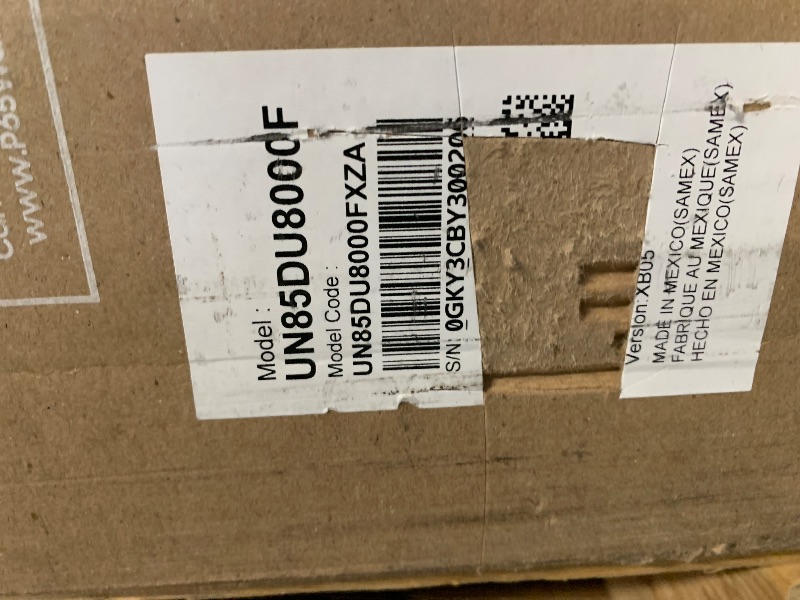 Model :
UN85DU8000F
Model Code :
UN85DU8000FXZA
S/N:
Version:XB05
MADE IN MEXICO(SAMEX)
FABRIQUE AU MEXIQUE(SAMEX)
HECHO EN MEXICO(SAMEX)